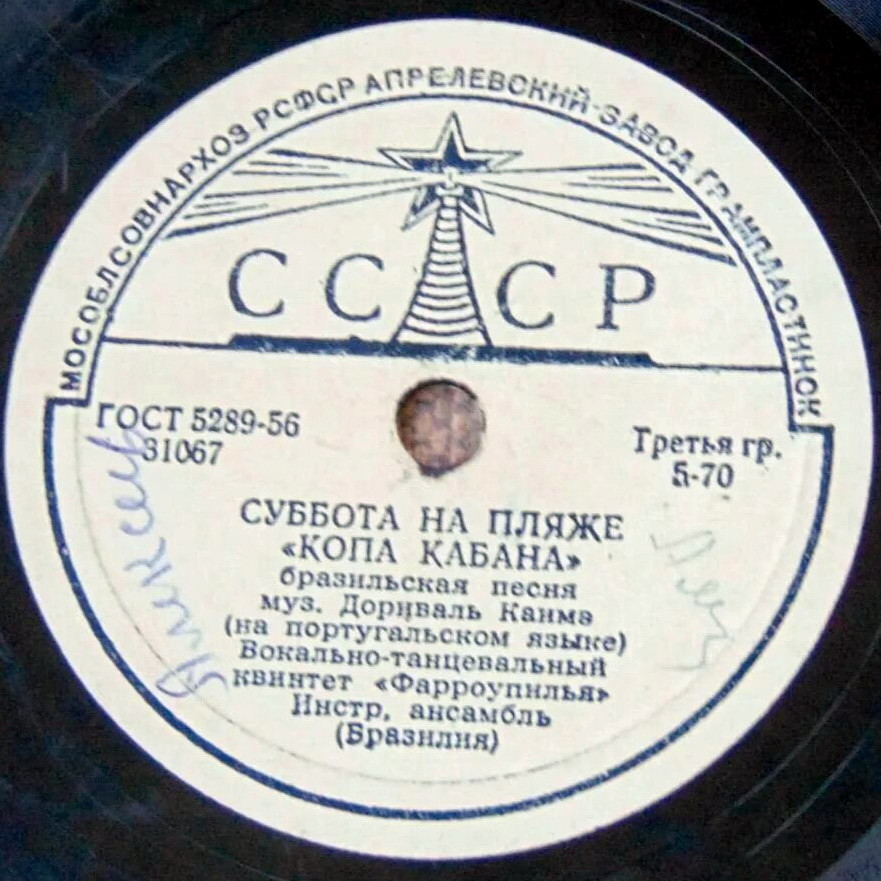 МОСОБЛСОВНАРХОЗ РСФСР АПРЕЛЕВСКИЙ-ЗАВОД-ГРАМПЛАСТИНОК
СССР
ГОСТ 5289-56
31067
Третья гр.
5-70
СУББОТА НА ПЛЯЖЕ
«КОПА КАБАНА»
бразильская песня
муз. Дориваль Каимэ
(на португальском языке)
Вокально-танцевальный
квинтет «Фарроупилья»
Инстр. ансамбль
(Бразилия)